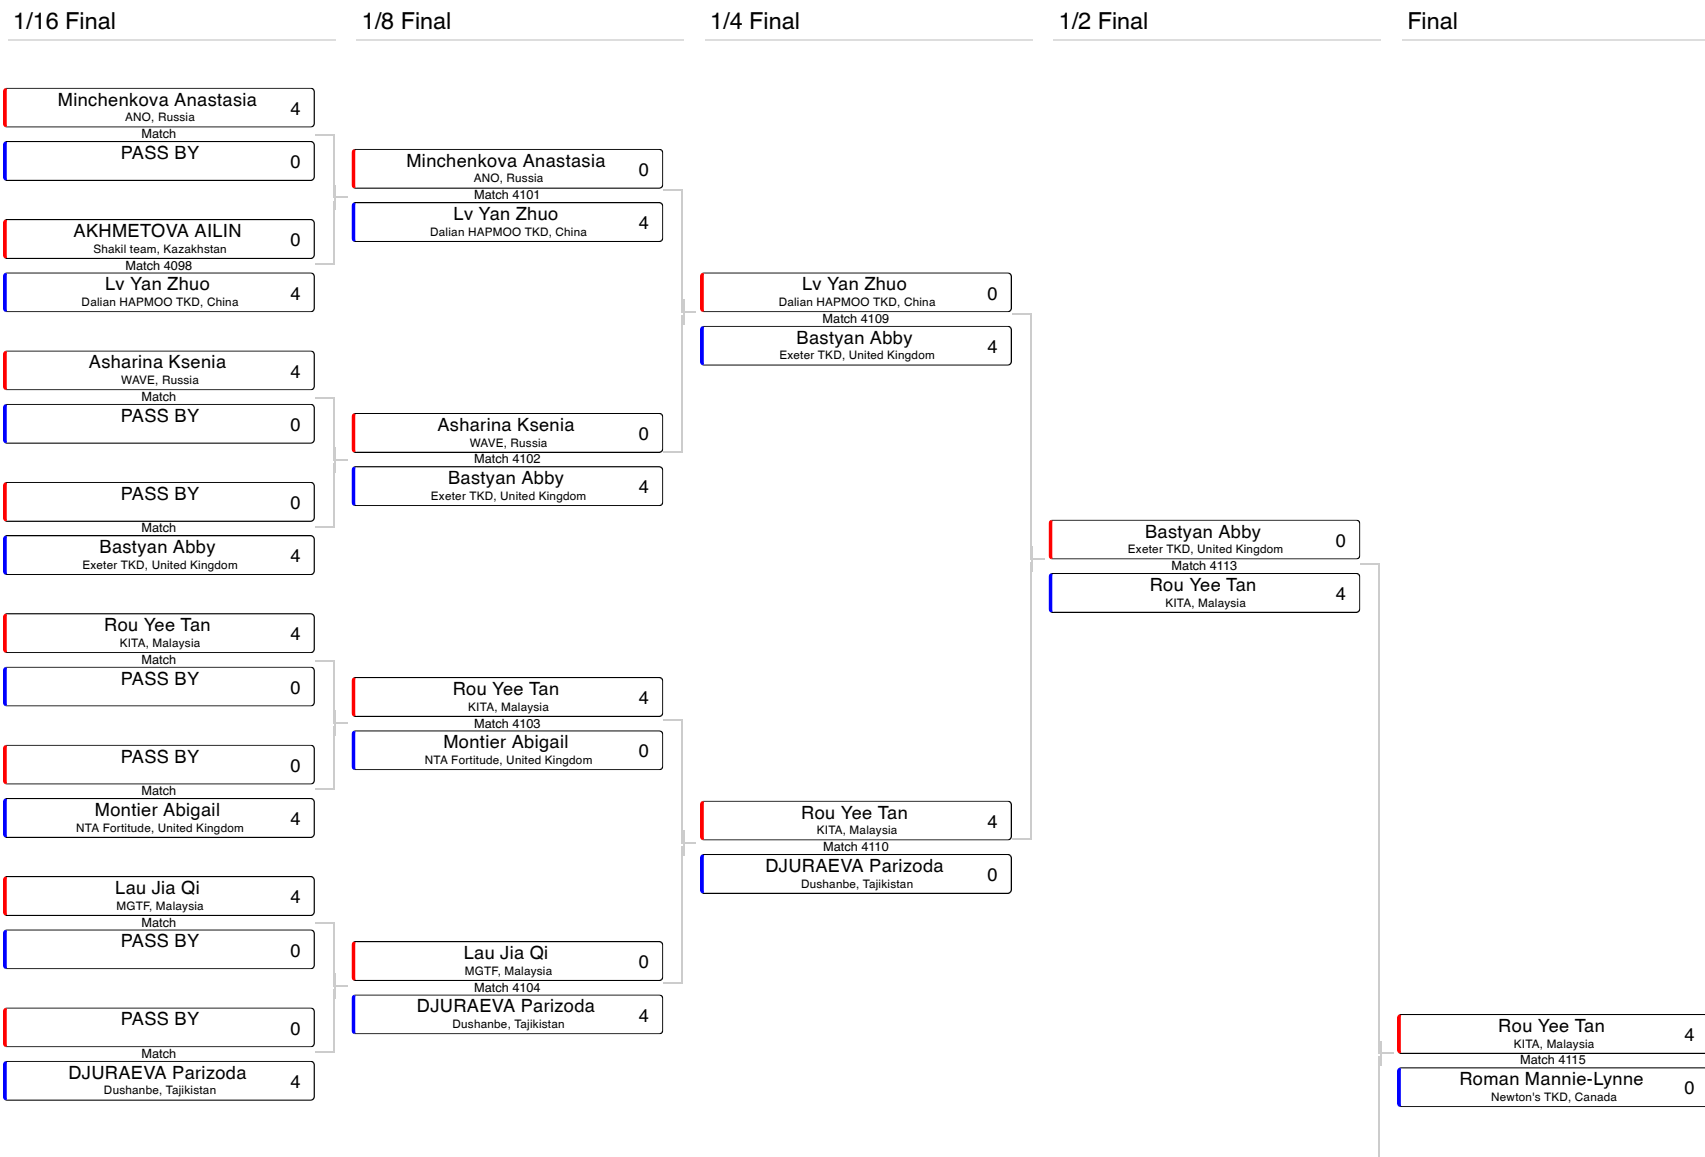 1/16 Final
1/8 Final
1/4 Final
1/2 Final
Final
Minchenkova Anastasia 4
ANO, Russia
Match
PASS BY 0
AKHMETOVA AILIN 0
Shakil team, Kazakhstan
Match 4098
Lv Yan Zhuo 4
Dalian HAPMOO TKD, China
Asharina Ksenia 4
WAVE, Russia
Match
PASS BY 0
PASS BY 0
Match
Bastyan Abby 4
Exeter TKD, United Kingdom
Rou Yee Tan 4
KITA, Malaysia
Match
PASS BY 0
PASS BY 0
Match
Montier Abigail 4
NTA Fortitude, United Kingdom
Lau Jia Qi 4
MGTF, Malaysia
Match
PASS BY 0
PASS BY 0
Match
DJURAEVA Parizoda 4
Dushanbe, Tajikistan
Minchenkova Anastasia 0
ANO, Russia
Match 4101
Lv Yan Zhuo 4
Dalian HAPMOO TKD, China
Asharina Ksenia 0
WAVE, Russia
Match 4102
Bastyan Abby 4
Exeter TKD, United Kingdom
Rou Yee Tan 4
KITA, Malaysia
Match 4103
Montier Abigail 0
NTA Fortitude, United Kingdom
Lau Jia Qi 0
MGTF, Malaysia
Match 4104
DJURAEVA Parizoda 4
Dushanbe, Tajikistan
Lv Yan Zhuo 0
Dalian HAPMOO TKD, China
Match 4109
Bastyan Abby 4
Exeter TKD, United Kingdom
Rou Yee Tan 4
KITA, Malaysia
Match 4110
DJURAEVA Parizoda 0
Dushanbe, Tajikistan
Bastyan Abby 0
Exeter TKD, United Kingdom
Match 4113
Rou Yee Tan 4
KITA, Malaysia
Rou Yee Tan 4
KITA, Malaysia
Match 4115
Roman Mannie-Lynne 0
Newton's TKD, Canada